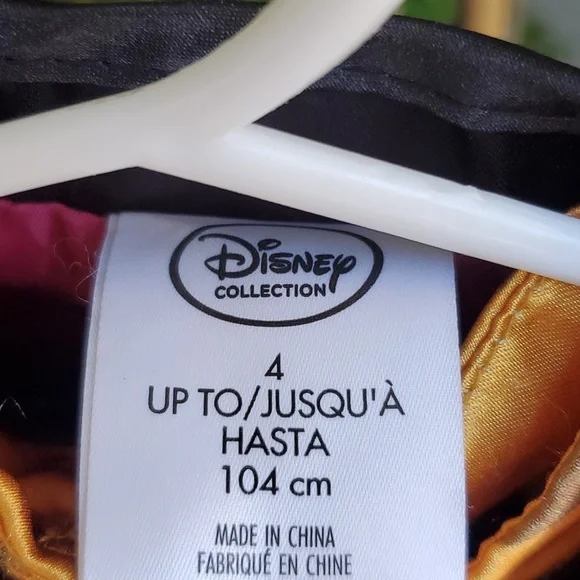 Disney
COLLECTION
4
UP TO/JUSQU'À
HASTA
104 cm
MADE IN CHINA
FABRIQUÉ EN CHINE